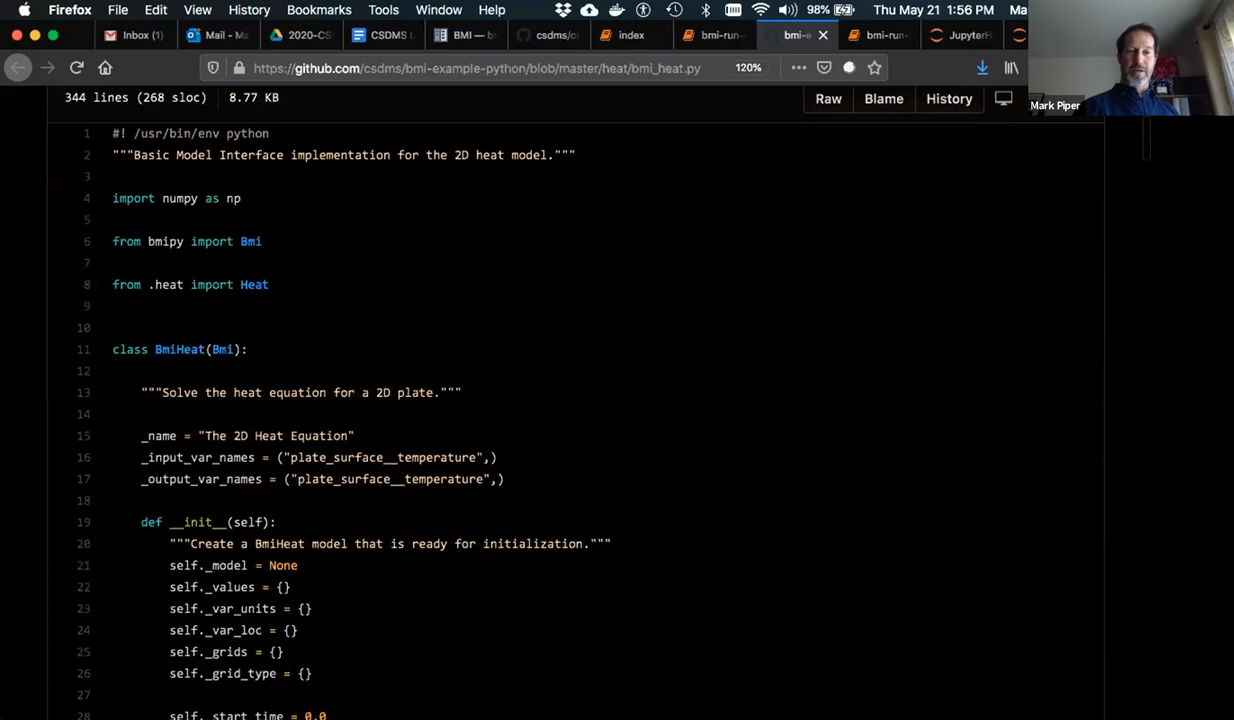 Firefox File Edit View History Bookmarks Tools Window Help 98% Thu May 21 1:56 PM Ma
Inbox (1) Mail - Ma 2020-CS CSDMS I BMI — b csdms/c index bmi-run- bmi-e bmi-run- JupyterH
https://github.com/csdms/bmi-example-python/blob/master/heat/bmi_heat.py 120%
Mark Piper
344 lines (268 sloc) 8.77 KB Raw Blame History
1 #! /usr/bin/env python
2 """Basic Model Interface implementation for the 2D heat model."""
3
4 import numpy as np
5
6 from bmipy import Bmi
7
8 from .heat import Heat
9
10
11 class BmiHeat(Bmi):
12
13 """Solve the heat equation for a 2D plate."""
14
15 _name = "The 2D Heat Equation"
16 _input_var_names = ("plate_surface__temperature",)
17 _output_var_names = ("plate_surface__temperature",)
18
19 def __init__(self):
20 """Create a BmiHeat model that is ready for initialization."""
21 self._model = None
22 self._values = {}
23 self._var_units = {}
24 self._var_loc = {}
25 self._grids = {}
26 self._grid_type = {}
27
28 self._start_time = 0.0